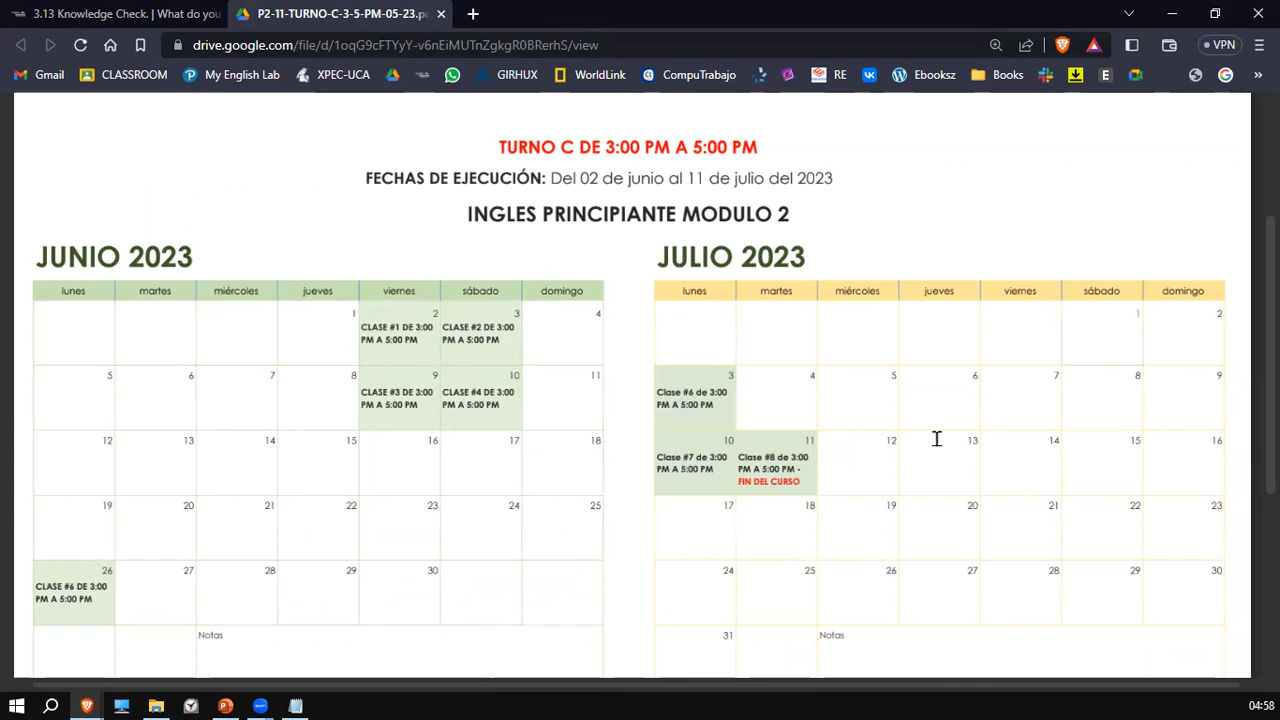 3.13 Knowledge Check. | What do you
P2-11-TURNO-C-3-5-PM-05-23.p
drive.google.com/file/d/1oqG9cFTYyY-v6nEiMUTnZgkgR0BRerhS/view
VPN
Gmail CLASSROOM My English Lab XPEC-UCA GIRHUX WorldLink CompuTrabajo RE Ebooksz Books
TURNO C DE 3:00 PM A 5:00 PM
FECHAS DE EJECUCIÓN: Del 02 de junio al 11 de julio del 2023
INGLES PRINCIPIANTE MODULO 2
JUNIO 2023
lunes martes miércoles jueves viernes sábado domingo
1 2 3 4
CLASE #1 DE 3:00 CLASE #2 DE 3:00
PM A 5:00 PM PM A 5:00 PM
5 6 7 8 9 10 11
CLASE #3 DE 3:00 CLASE #4 DE 3:00
PM A 5:00 PM PM A 5:00 PM
12 13 14 15 16 17 18
19 20 21 22 23 24 25
26 27 28 29 30
CLASE #6 DE 3:00
PM A 5:00 PM
Notas
JULIO 2023
lunes martes miércoles jueves viernes sábado domingo
1 2
3 4 5 6 7 8 9
Clase #6 de 3:00
PM A 5:00 PM
10 11 12 13 14 15 16
Clase #7 de 3:00 Clase #8 de 3:00
PM A 5:00 PM PM A 5:00 PM -
FIN DEL CURSO
17 18 19 20 21 22 23
24 25 26 27 28 29 30
31 Notas
04:58